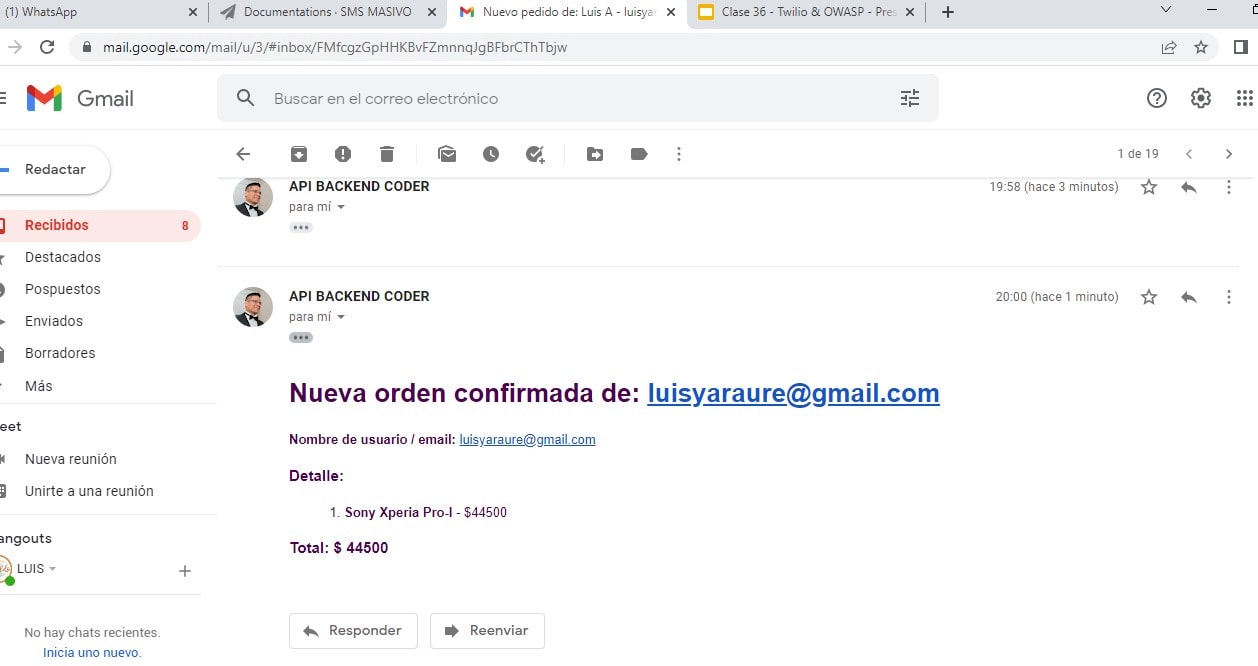 (1) WhatsApp
Documentations · SMS MASIVO
Nuevo pedido de: Luis A - luisyar
Clase 36 - Twilio & OWASP - Pres
mail.google.com/mail/u/3/#inbox/FMfcgzGpHHKBvFZmnnqJgBFbrCThTbjw
Gmail
Buscar en el correo electrónico
Redactar
1 de 19
Recibidos 8
Destacados
Pospuestos
Enviados
Borradores
Más
eet
Nueva reunión
Unirte a una reunión
angouts
LUIS
No hay chats recientes.
Inicia uno nuevo.
API BACKEND CODER
19:58 (hace 3 minutos)
para mí
API BACKEND CODER
20:00 (hace 1 minuto)
para mí
Nueva orden confirmada de: luisyaraure@gmail.com
Nombre de usuario / email: luisyaraure@gmail.com
Detalle:
1. Sony Xperia Pro-I - $44500
Total: $ 44500
Responder
Reenviar